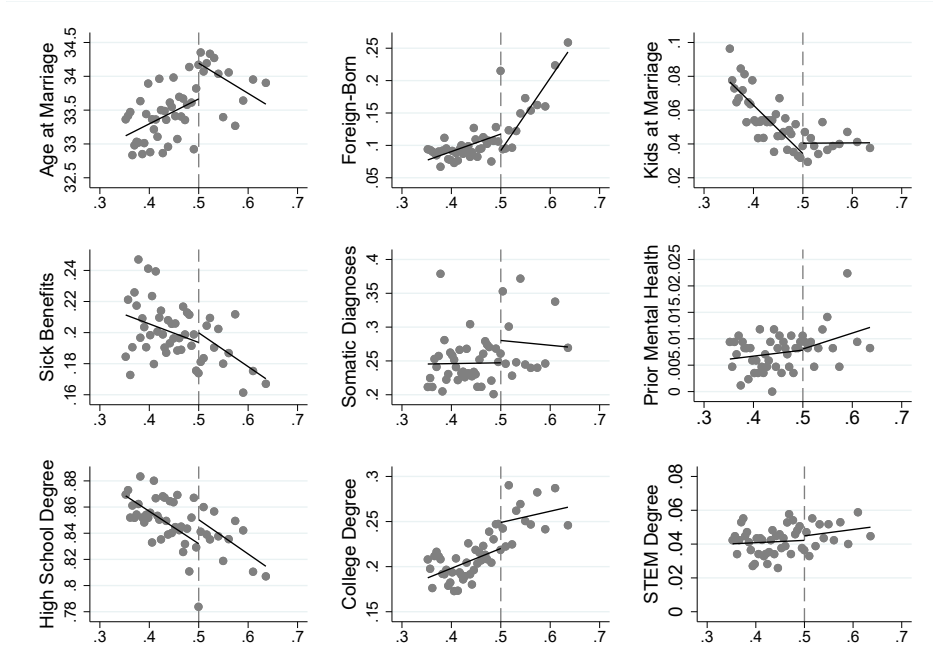 Age at Marriage
32.5 33 33.5 34 34.5
.3 .4 .5 .6 .7
Foreign-Born
.05 .1 .15 .2 .25
.3 .4 .5 .6 .7
Kids at Marriage
.02 .04 .06 .08 .1
.3 .4 .5 .6 .7
Sick Benefits
.16 .18 .2 .22 .24
.3 .4 .5 .6 .7
Somatic Diagnoses
.2 .25 .3 .35 .4
.3 .4 .5 .6 .7
Prior Mental Health
0 .005 .01 .015 .02 .025
.3 .4 .5 .6 .7
High School Degree
.78 .8 .82 .84 .86 .88
.3 .4 .5 .6 .7
College Degree
.15 .2 .25 .3
.3 .4 .5 .6 .7
STEM Degree
0 .02 .04 .06 .08
.3 .4 .5 .6 .7